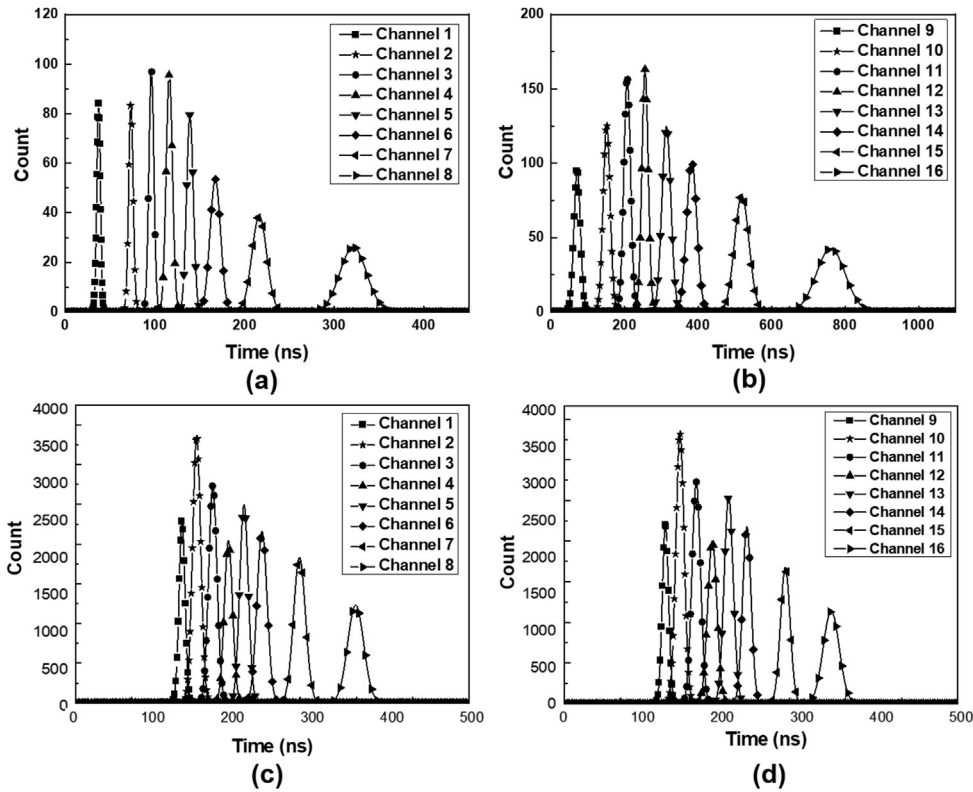 120
100
80
60
40
20
0
Count
0 100 200 300 400
Time (ns)
Channel 1
Channel 2
Channel 3
Channel 4
Channel 5
Channel 6
Channel 7
Channel 8
(a)
200
150
100
50
0
Count
0 200 400 600 800 1000
Time (ns)
Channel 9
Channel 10
Channel 11
Channel 12
Channel 13
Channel 14
Channel 15
Channel 16
(b)
4000
3500
3000
2500
2000
1500
1000
500
0
Count
0 100 200 300 400 500
Time (ns)
Channel 1
Channel 2
Channel 3
Channel 4
Channel 5
Channel 6
Channel 7
Channel 8
(c)
4000
3500
3000
2500
2000
1500
1000
500
0
Count
0 100 200 300 400 500
Time (ns)
Channel 9
Channel 10
Channel 11
Channel 12
Channel 13
Channel 14
Channel 15
Channel 16
(d)